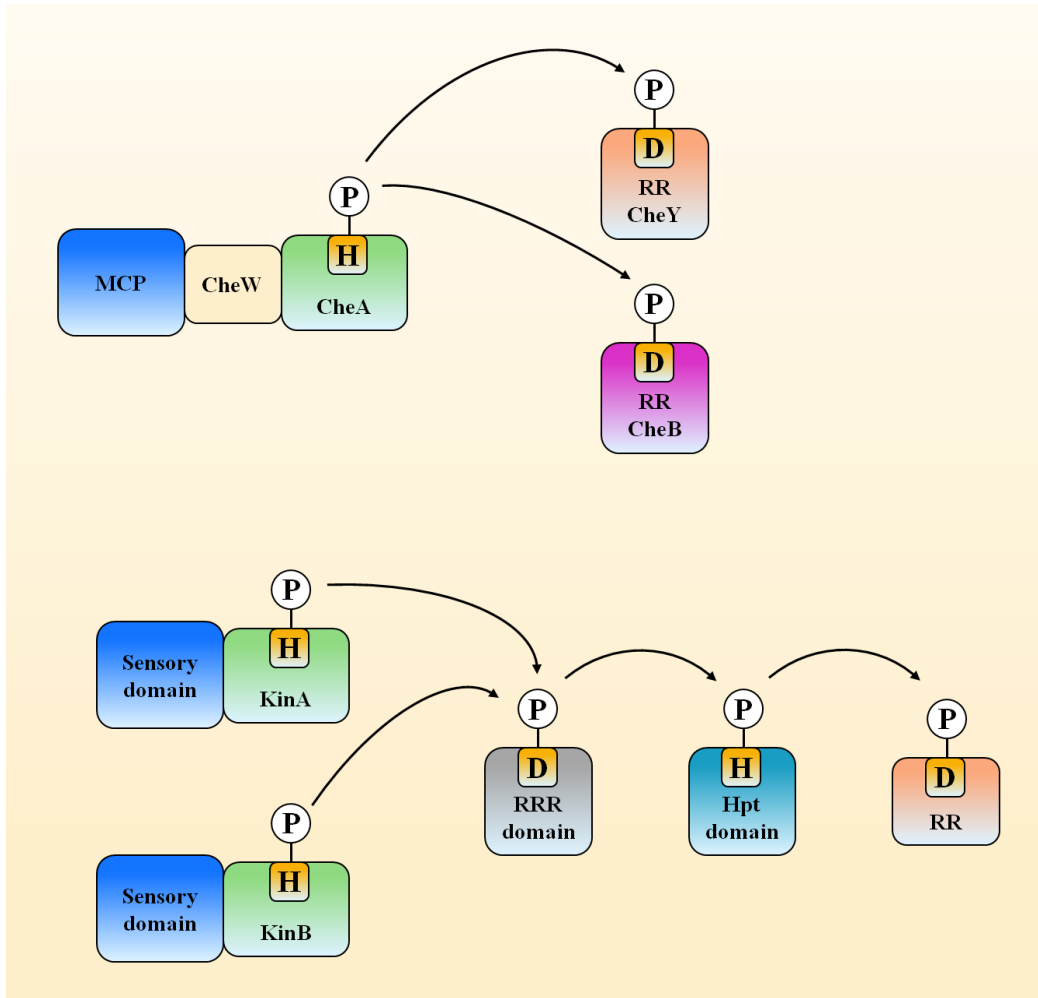 P
D
RR
CheY
P
H
MCP
CheW
CheA
P
D
RR
CheB
P
H
Sensory
domain
KinA
P
D
RRR
domain
P
H
Hpt
domain
P
D
RR
P
H
Sensory
domain
KinB